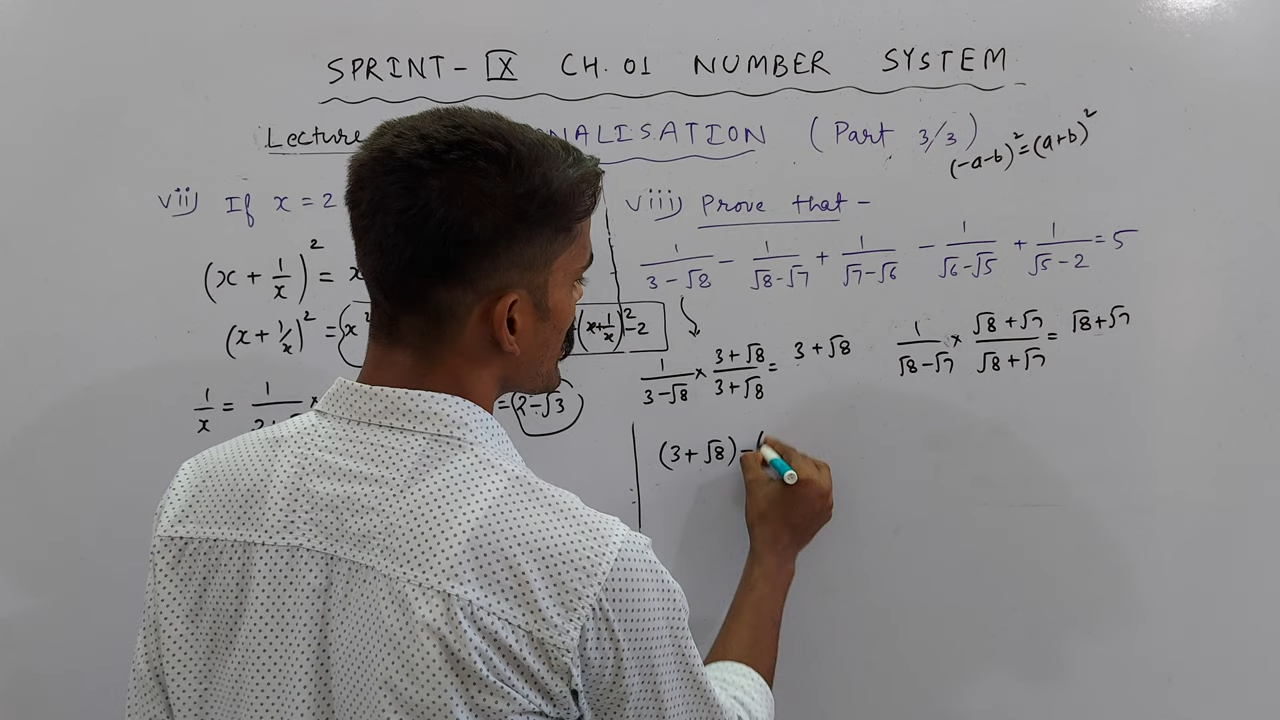 SPRINT - IX CH. 01 NUMBER SYSTEM
Lecture NALISATION (Part 3/3)
(-a-b)² = (a+b)²
vii) If x = 2
(x + 1/x)² = x
(x + 1/x)² = (x² (x+1/x)² - 2
1/x = 1/ = (2-√3)
viii) Prove that -
1/(3-√8) - 1/(√8-√7) + 1/(√7-√6) - 1/(√6-√5) + 1/(√5-2) = 5
1/(3-√8) × (3+√8)/(3+√8) = 3+√8
1/(√8-√7) × (√8+√7)/(√8+√7) = √8+√7
(3+√8) - (